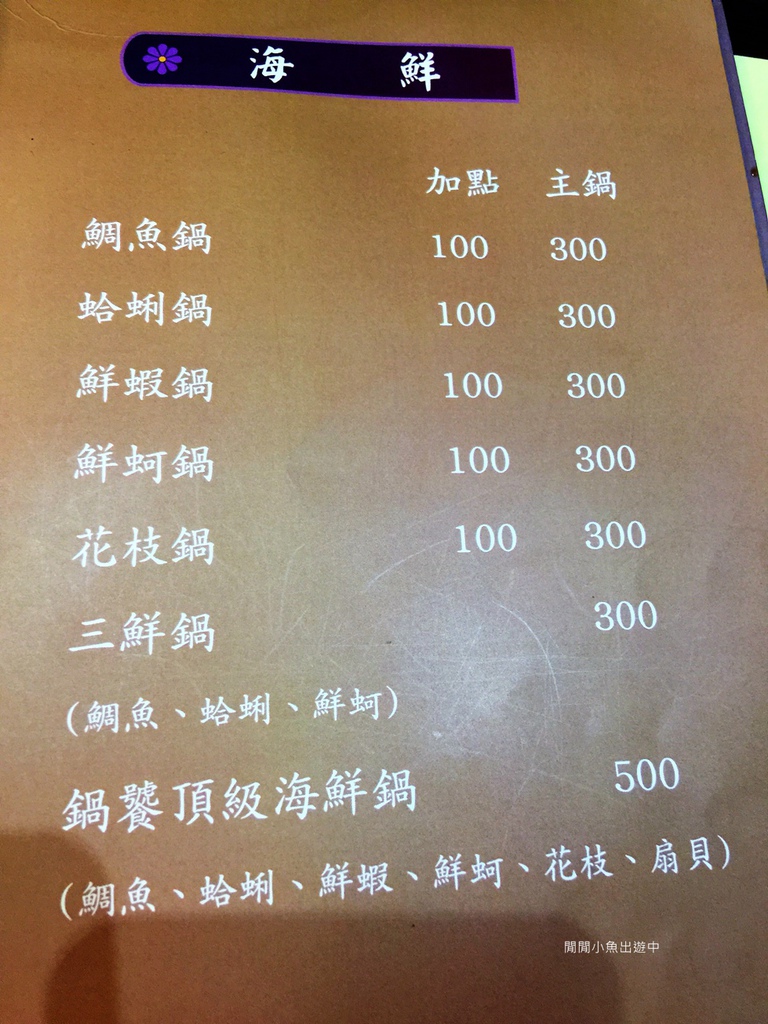 海鮮
加點 主鍋
鯛魚鍋 100 300
蛤蜊鍋 100 300
鮮蝦鍋 100 300
鮮蚵鍋 100 300
花枝鍋 100 300
三鮮鍋 300
(鯛魚、蛤蜊、鮮蚵)
鍋饕頂級海鮮鍋 500
(鯛魚、蛤蜊、鮮蝦、鮮蚵、花枝、扇貝)
閒閒小魚出遊中